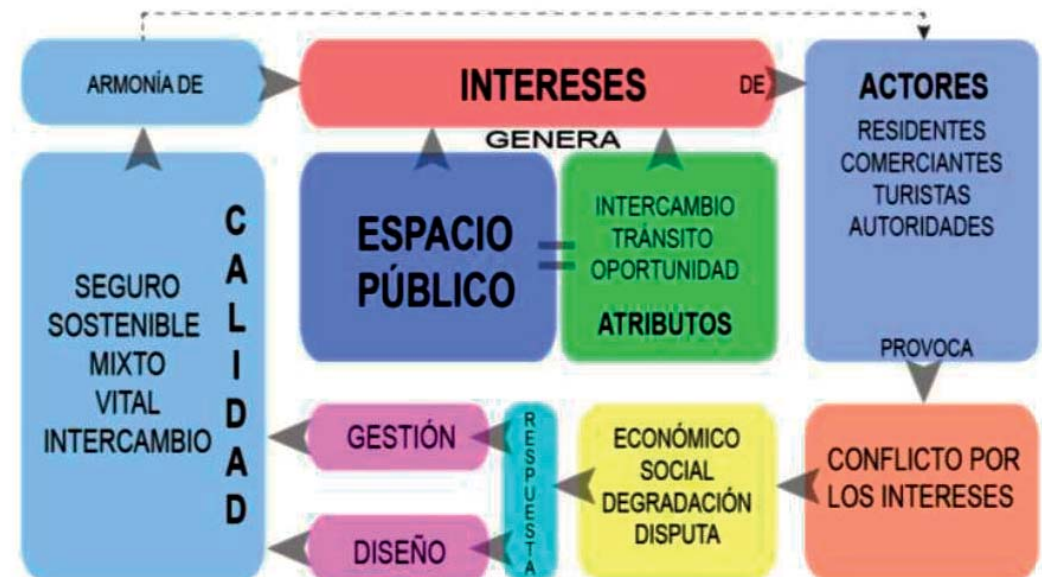 ARMONÍA DE
INTERESES
DE
ACTORES
RESIDENTES
COMERCIANTES
TURISTAS
AUTORIDADES
PROVOCA
GENERA
ESPACIO
PÚBLICO
=
INTERCAMBIO
TRÁNSITO
OPORTUNIDAD
ATRIBUTOS
CALIDAD
SEGURO
SOSTENIBLE
MIXTO
VITAL
INTERCAMBIO
GESTIÓN
DISEÑO
RESPUESTA
ECONÓMICO
SOCIAL
DEGRADACIÓN
DISPUTA
CONFLICTO POR
LOS INTERESES